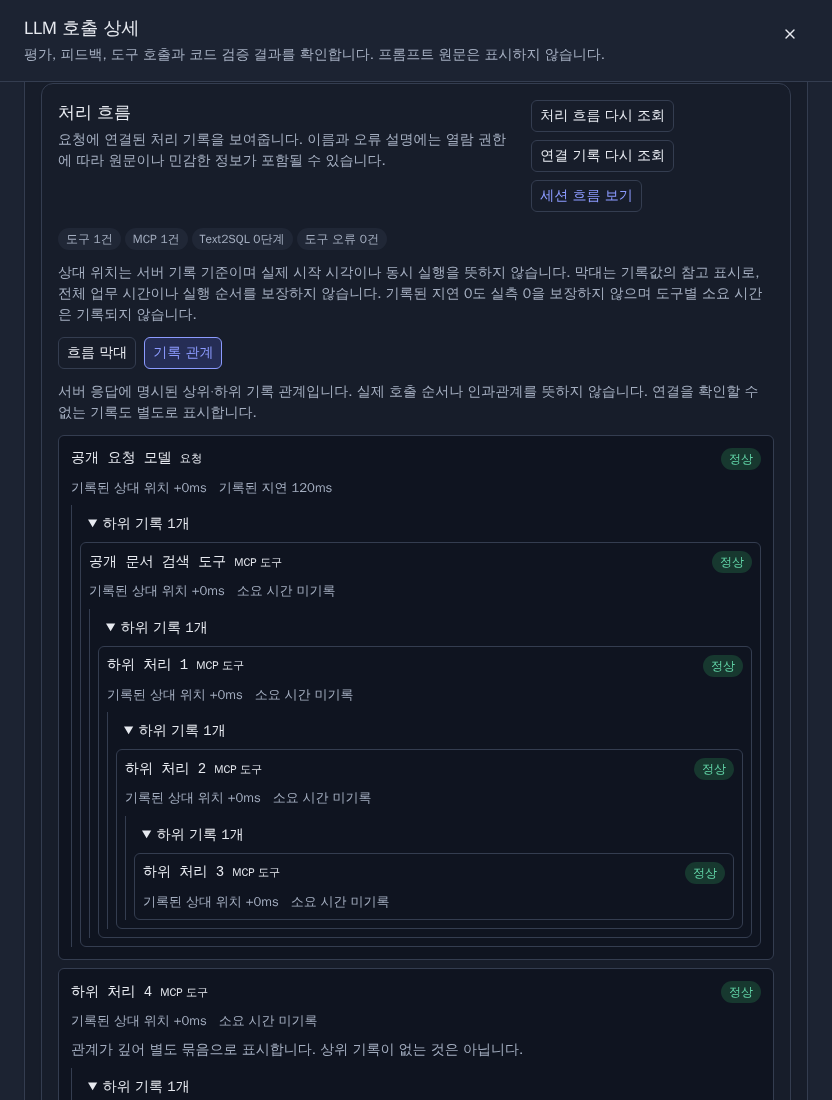 LLM 호출 상세
평가, 피드백, 도구 호출과 코드 검증 결과를 확인합니다. 프롬프트 원문은 표시하지 않습니다.
처리 흐름
요청에 연결된 처리 기록을 보여줍니다. 이름과 오류 설명에는 열람 권한
에 따라 원문이나 민감한 정보가 포함될 수 있습니다.
처리 흐름 다시 조회
연결 기록 다시 조회
세션 흐름 보기
도구 1건 MCP 1건 Text2SQL 0단계 도구 오류 0건
상대 위치는 서버 기록 기준이며 실제 시작 시각이나 동시 실행을 뜻하지 않습니다. 막대는 기록값의 참고 표시로,
전체 업무 시간이나 실행 순서를 보장하지 않습니다. 기록된 지연 0도 실측 0을 보장하지 않으며 도구별 소요 시간
은 기록되지 않습니다.
흐름 막대 기록 관계
서버 응답에 명시된 상위·하위 기록 관계입니다. 실제 호출 순서나 인과관계를 뜻하지 않습니다. 연결을 확인할 수
없는 기록도 별도로 표시합니다.
공개 요청 모델 요청 정상
기록된 상대 위치 +0ms 기록된 지연 120ms
▼ 하위 기록 1개
공개 문서 검색 도구 MCP 도구 정상
기록된 상대 위치 +0ms 소요 시간 미기록
▼ 하위 기록 1개
하위 처리 1 MCP 도구 정상
기록된 상대 위치 +0ms 소요 시간 미기록
▼ 하위 기록 1개
하위 처리 2 MCP 도구 정상
기록된 상대 위치 +0ms 소요 시간 미기록
▼ 하위 기록 1개
하위 처리 3 MCP 도구 정상
기록된 상대 위치 +0ms 소요 시간 미기록
하위 처리 4 MCP 도구 정상
기록된 상대 위치 +0ms 소요 시간 미기록
관계가 깊어 별도 묶음으로 표시합니다. 상위 기록이 없는 것은 아닙니다.
▼ 하위 기록 1개